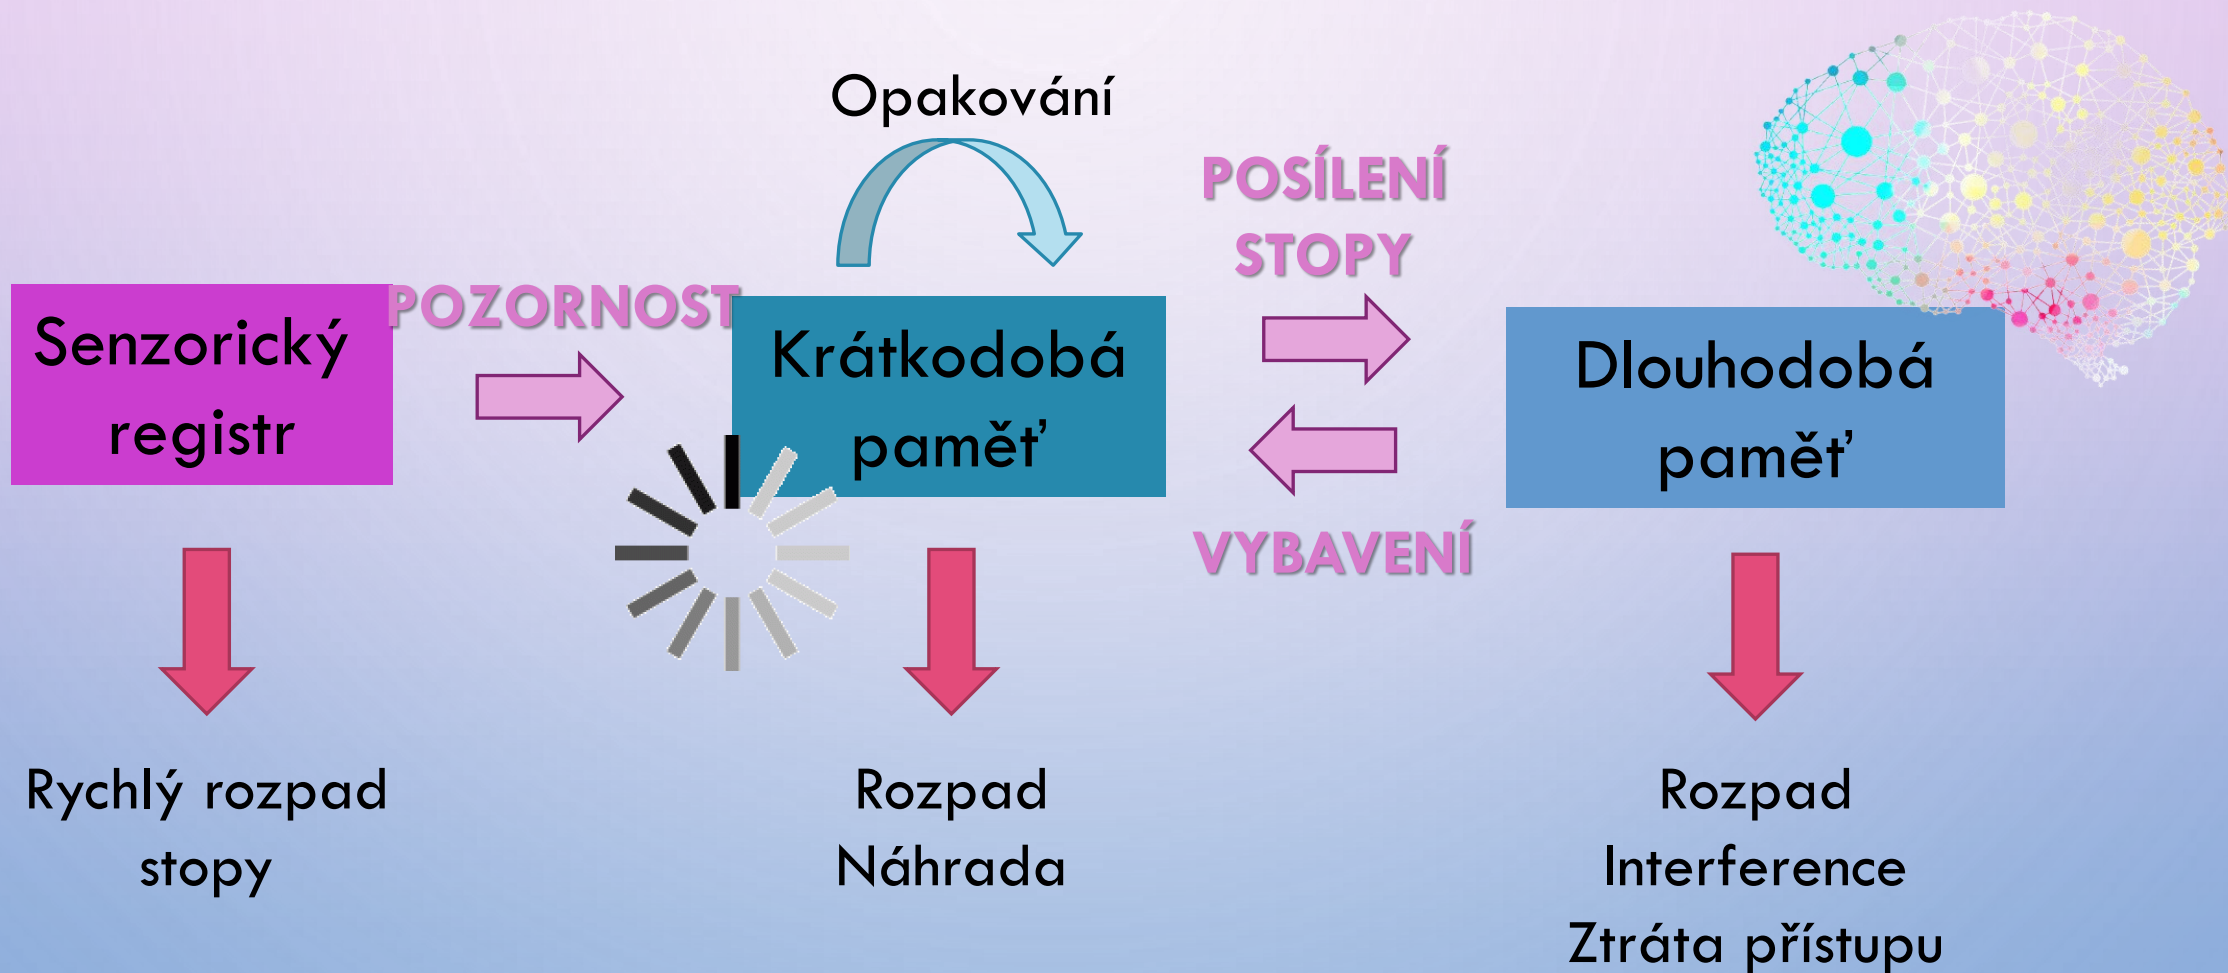 Opakování
POSÍLENÍ
STOPY
POZORNOST
Senzorický
registr
Krátkodobá
paměť
Dlouhodobá
paměť
VYBAVENÍ
Rychlý rozpad
stopy
Rozpad
Náhrada
Rozpad
Interference
Ztráta přístupu